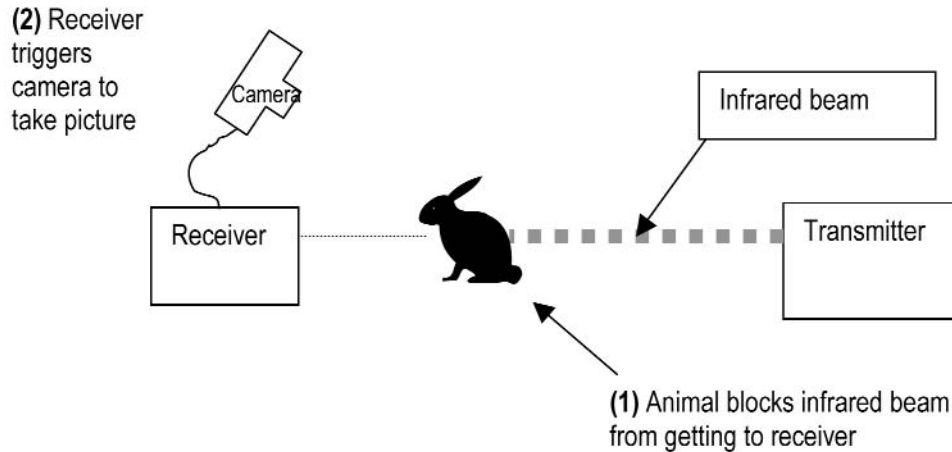 (2) Receiver
triggers
camera to
take picture
Camera
Infrared beam
Receiver
Transmitter
(1) Animal blocks infrared beam
from getting to receiver